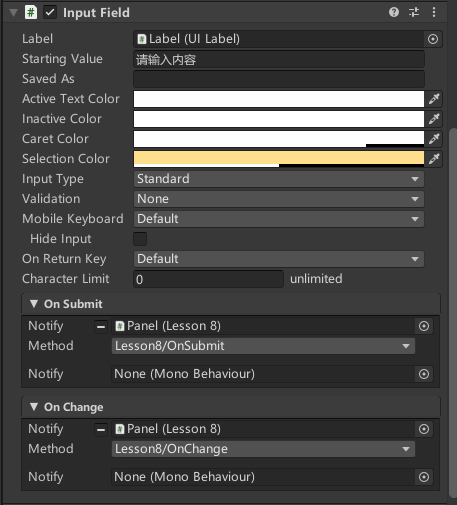 Input Field
Label Label (UI Label)
Starting Value 请输入内容
Saved As
Active Text Color
Inactive Color
Caret Color
Selection Color
Input Type Standard
Validation None
Mobile Keyboard Default
Hide Input
On Return Key Default
Character Limit 0 unlimited
On Submit
Notify Panel (Lesson 8)
Method Lesson8/OnSubmit
Notify None (Mono Behaviour)
On Change
Notify Panel (Lesson 8)
Method Lesson8/OnChange
Notify None (Mono Behaviour)